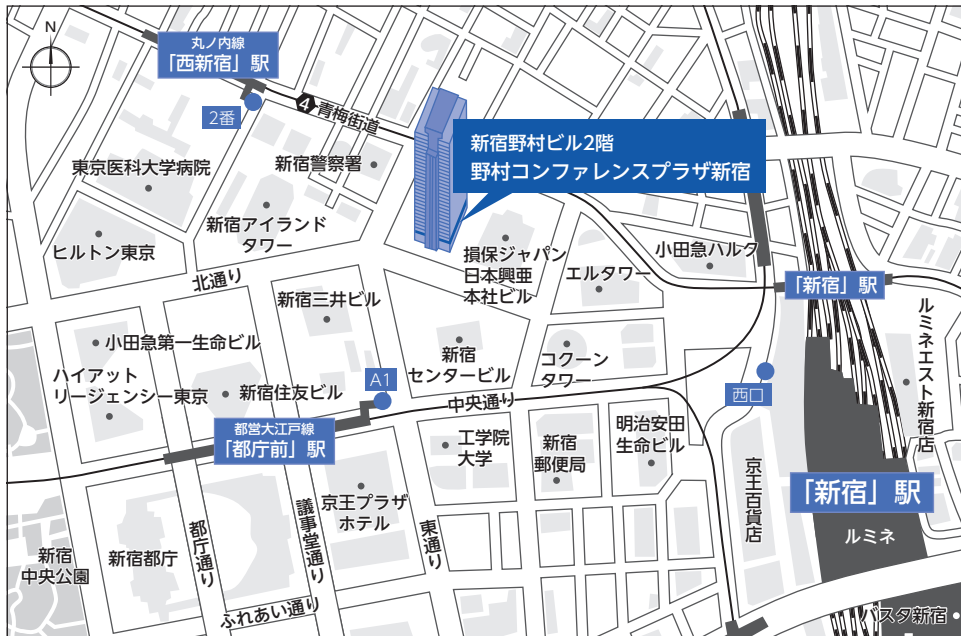 N
丸ノ内線
「西新宿」駅
2番
4
青梅街道
新宿野村ビル2階
野村コンファレンスプラザ新宿
新宿警察署
東京医科大学病院
新宿アイランド
タワー
ヒルトン東京
北通り
損保ジャパン
日本興亜
本社ビル
エルタワー
小田急ハルク
「新宿」駅
新宿三井ビル
小田急第一生命ビル
ハイアット
リージェンシー東京
新宿住友ビル
A1
新宿
センタービル
コクーン
タワー
中央通り
西口
ルミネエスト新宿店
都営大江戸線
「都庁前」駅
工学院
大学
新宿
郵便局
明治安田
生命ビル
京王百貨店
「新宿」駅
ルミネ
京王プラザ
ホテル
東通り
議事堂通り
都庁通り
新宿都庁
新宿
中央公園
ふれあい通り
バスタ新宿